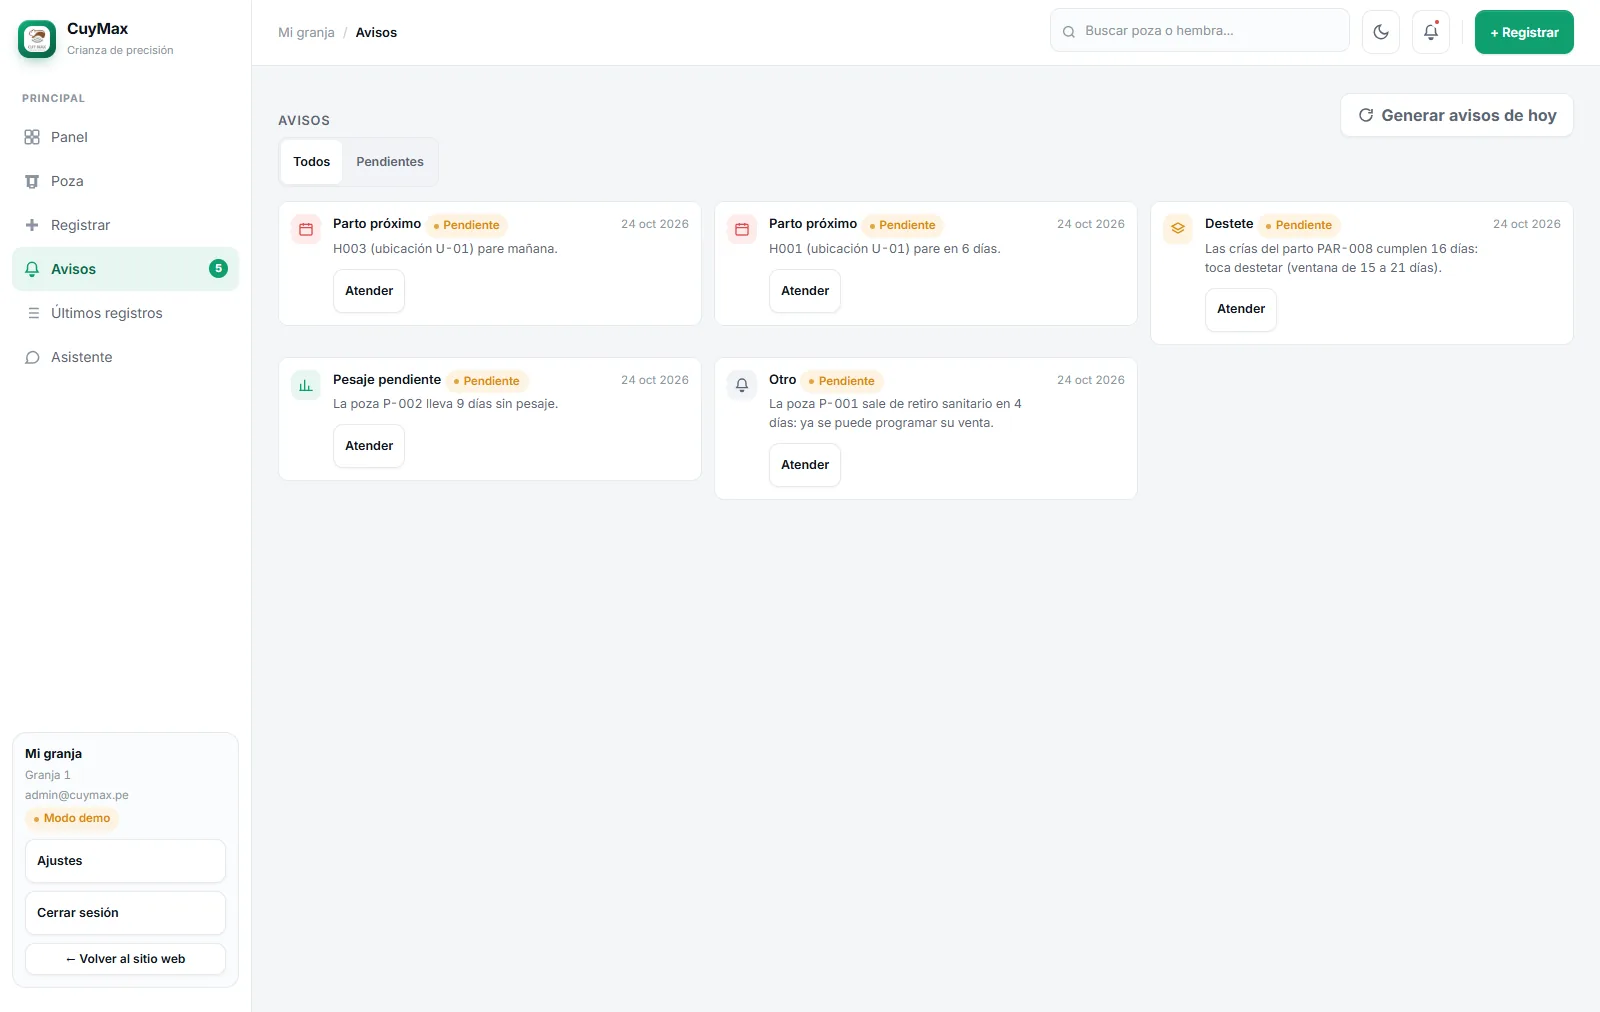 CuyMax
Crianza de precisión
PRINCIPAL
Panel
Poza
Registrar
Avisos
5
Últimos registros
Asistente
Mi granja
Granja 1
admin@cuymax.pe
Modo demo
Ajustes
Cerrar sesión
← Volver al sitio web
Mi granja / Avisos
Buscar poza o hembra...
+ Registrar
AVISOS
Generar avisos de hoy
Todos
Pendientes
Parto próximo
Pendiente
24 oct 2026
H003 (ubicación U-01) pare mañana.
Atender
Parto próximo
Pendiente
24 oct 2026
H001 (ubicación U-01) pare en 6 días.
Atender
Destete
Pendiente
24 oct 2026
Las crías del parto PAR-008 cumplen 16 días:
toca destetar (ventana de 15 a 21 días).
Atender
Pesaje pendiente
Pendiente
24 oct 2026
La poza P-002 lleva 9 días sin pesaje.
Atender
Otro
Pendiente
24 oct 2026
La poza P-001 sale de retiro sanitario en 4
días: ya se puede programar su venta.
Atender